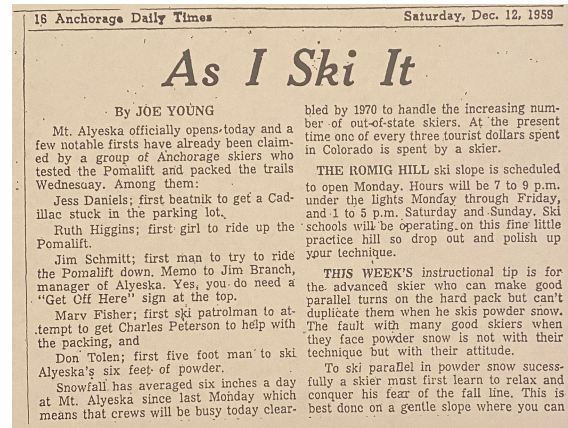 16 Anchorage Daily Times
Saturday, Dec. 12, 1959
As I Ski It
By JOE YOUNG
Mt. Alyeska officially opens today and a
few notable firsts have already been claim-
ed by a group of Anchorage skiers who
tested the Pomalift and packed the trails
Wednesuay. Among them:
Jess Daniels; first beatnik to get a Cad-
illac stuck in the parking lot.
Ruth Higgins; first girl to ride up the
Pomalift.
Jim Schmitt; first man to try to ride
the Pomalift down. Memo to Jim Branch,
manager of Alyeska. Yes, you do need a
"Get Off Here" sign at the top.
Marv Fisher; first ski patrolman to at-
tempt to get Charles Peterson to help with
the packing, and
Don Tolen; first five foot man to ski
Alyeska's six feet of powder.
Snowfall has averaged six inches a day
at Mt. Alyeska since last Monday which
means that crews will be busy today clear-
bled by 1970 to handle the increasing num-
ber of out-of-state skiers. At the present
time one of every three tourist dollars spent
in Colorado is spent by a skier.
THE ROMIG HILL ski slope is scheduled
to open Monday. Hours will be 7 to 9 p.m.
under the lights Monday through Friday,
and 1 to 5 p.m. Saturday and Sunday. Ski
schools will be operating on this fine little
practice hill so drop out and polish up
your technique.
THIS WEEK'S instructional tip is for
the advanced skier who can make good
parallel turns on the hard pack but can't
duplicate them when he skis powder snow.
The fault with many good skiers when
they face powder snow is not with their
technique but with their attitude.
To ski parallel in powder snow sucess-
fully a skier must first learn to relax and
conquer his fear of the fall line. This is
best done on a gentle slope where you can